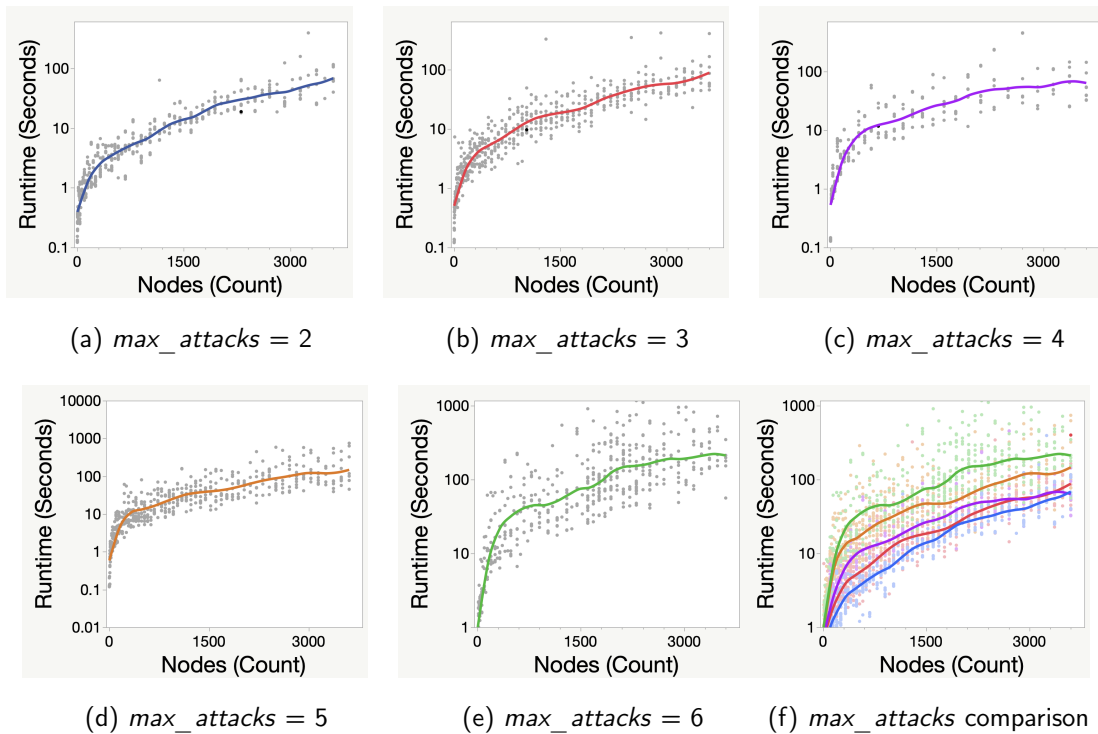 Runtime (Seconds)
100
10
1
0.1
0
1500
3000
Nodes (Count)
(a) max_attacks = 2
Runtime (Seconds)
100
10
1
0.1
0
1500
3000
Nodes (Count)
(b) max_attacks = 3
Runtime (Seconds)
100
10
1
0.1
0
1500
3000
Nodes (Count)
(c) max_attacks = 4
Runtime (Seconds)
10000
1000
100
10
1
0.1
0.01
0
1500
3000
Nodes (Count)
(d) max_attacks = 5
Runtime (Seconds)
1000
100
10
1
0
1500
3000
Nodes (Count)
(e) max_attacks = 6
Runtime (Seconds)
1000
100
10
1
0
1500
3000
Nodes (Count)
(f) max_attacks comparison